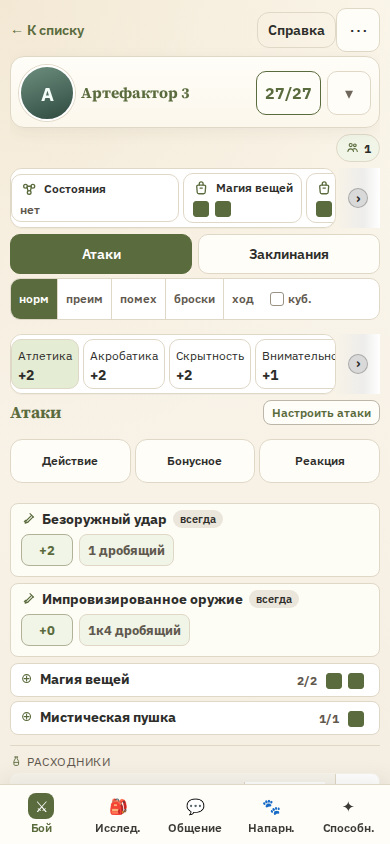 ← К списку
Справка
...
А
Артефактор 3
27/27
▼
1
Состояния
нет
Магия вещей
Атаки
Заклинания
норм
преим
помех
броски
ход
куб.
Атлетика
+2
Акробатика
+2
Скрытность
+2
Внимательно
+1
Атаки
Настроить атаки
Действие
Бонусное
Реакция
Безоружный удар
всегда
+2
1 дробящий
Импровизированное оружие
всегда
+0
1к4 дробящий
Магия вещей
2/2
Мистическая пушка
1/1
РАСХОДНИКИ
Бой
Исслед.
Общение
Напарн.
Способн.